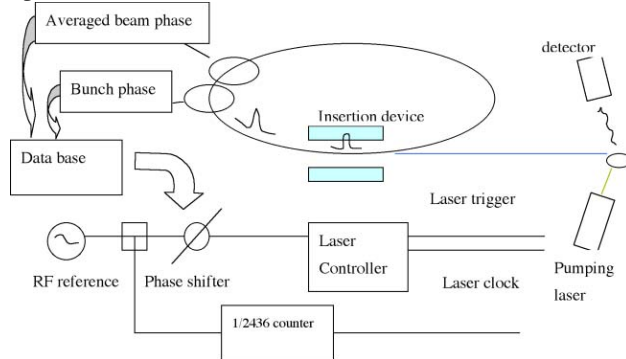 Averaged beam phase
detector
Bunch phase
Insertion device
Data base
Laser trigger
Laser
Controller
RF reference
Phase shifter
Pumping
laser
Laser clock
1/2436 counter